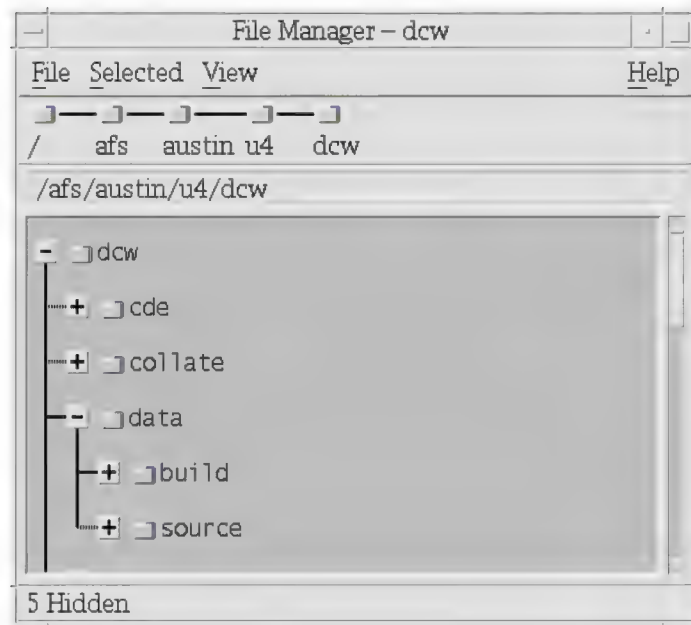 File Manager – dcw
File Selected View Help
/ afs austin u4 dcw
/afs/austin/u4/dcw
- dcw
+ cde
+ collate
- data
+ build
+ source
5 Hidden